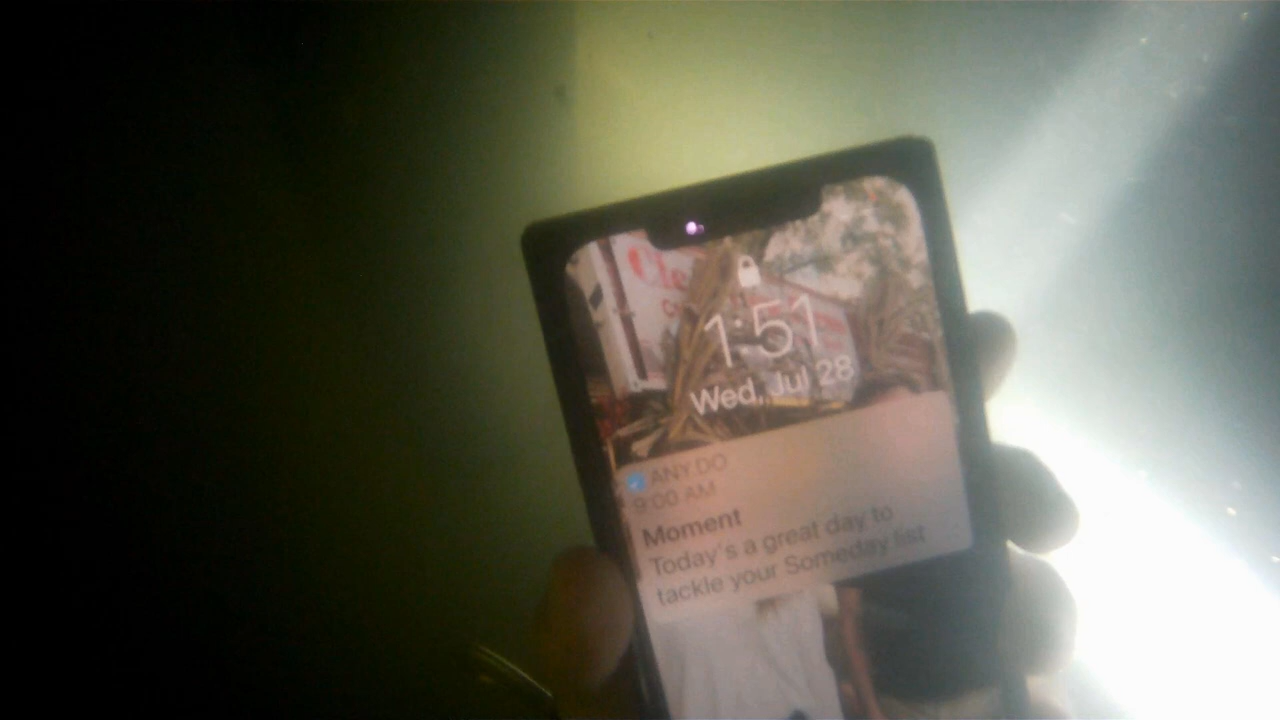 1:51
Wed, Jul 28
ANY.DO
9:00 AM
Moment
Today's a great day to
tackle your Someday list